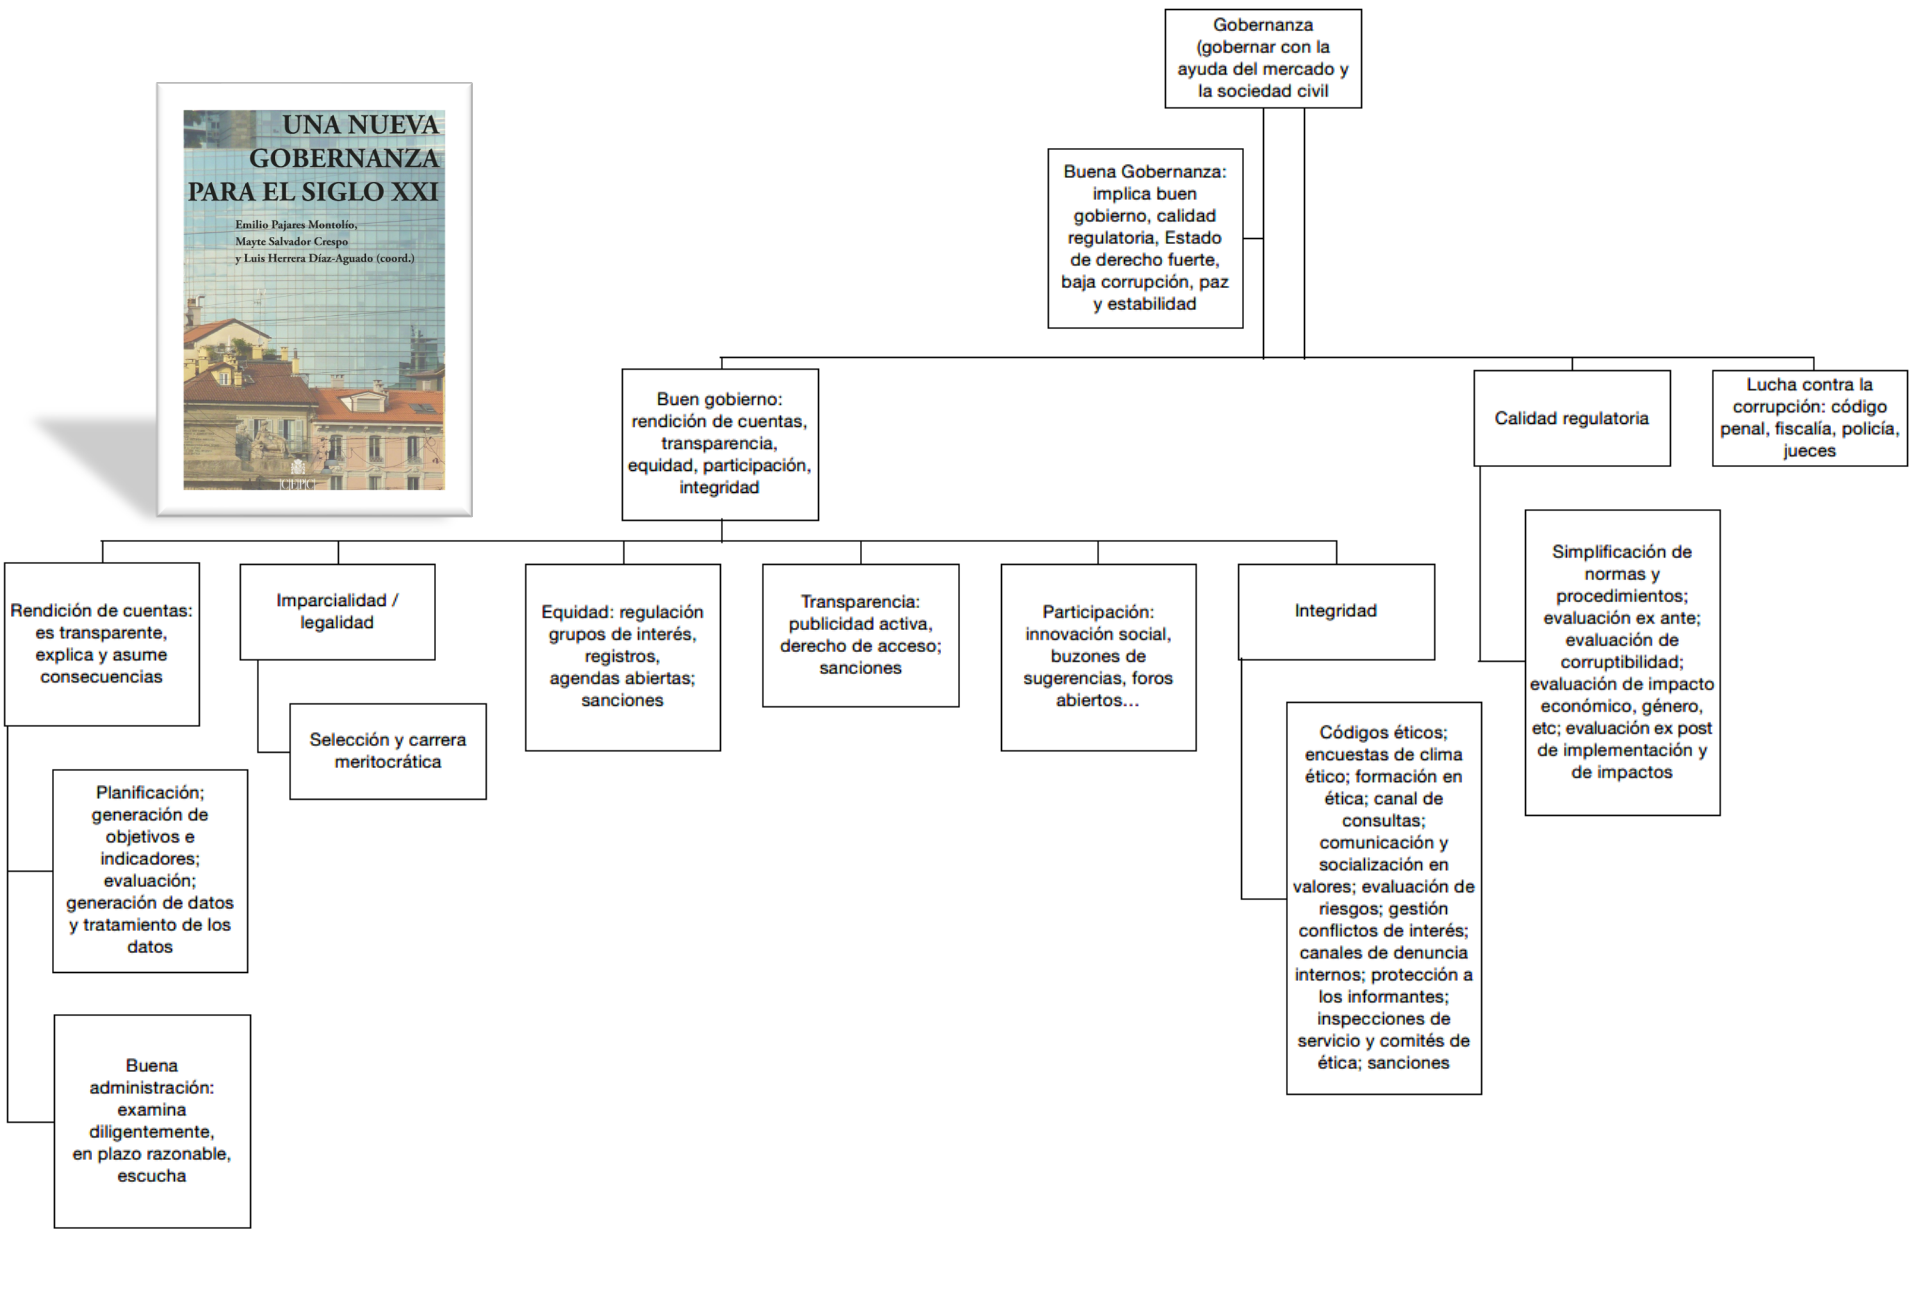 Gobernanza
(gobernar con la
ayuda del mercado y
la sociedad civil
UNA NUEVA
GOBERNANZA
PARA EL SIGLO XXI
Emilio Pajares Montolío,
Mayte Salvador Crespo
y Luis Herrera Díaz-Aguado (coord.)
Buena Gobernanza:
implica buen
gobierno, calidad
regulatoria, Estado
de derecho fuerte,
baja corrupción, paz
y estabilidad
Buen gobierno:
rendición de cuentas,
transparencia,
equidad, participación,
integridad
Calidad regulatoria
Lucha contra la
corrupción: código
penal, fiscalía, policía,
jueces
Simplificación de
normas y
procedimientos;
evaluación ex ante;
evaluación de
corruptibilidad;
evaluación de impacto
económico, género,
etc; evaluación ex post
de implementación y
de impactos
Rendición de cuentas:
es transparente,
explica y asume
consecuencias
Imparcialidad /
legalidad
Equidad: regulación
grupos de interés,
registros,
agendas abiertas;
sanciones
Transparencia:
publicidad activa,
derecho de acceso;
sanciones
Participación:
innovación social,
buzones de
sugerencias, foros
abiertos...
Integridad
Selección y carrera
meritocrática
Códigos éticos;
encuestas de clima
ético; formación en
ética; canal de
consultas;
comunicación y
socialización en
valores; evaluación de
riesgos; gestión
conflictos de interés;
canales de denuncia
internos; protección a
los informantes;
inspecciones de
servicio y comités de
ética; sanciones
Planificación;
generación de
objetivos e
indicadores;
evaluación;
generación de datos
y tratamiento de los
datos
Buena
administración:
examina
diligentemente,
en plazo razonable,
escucha